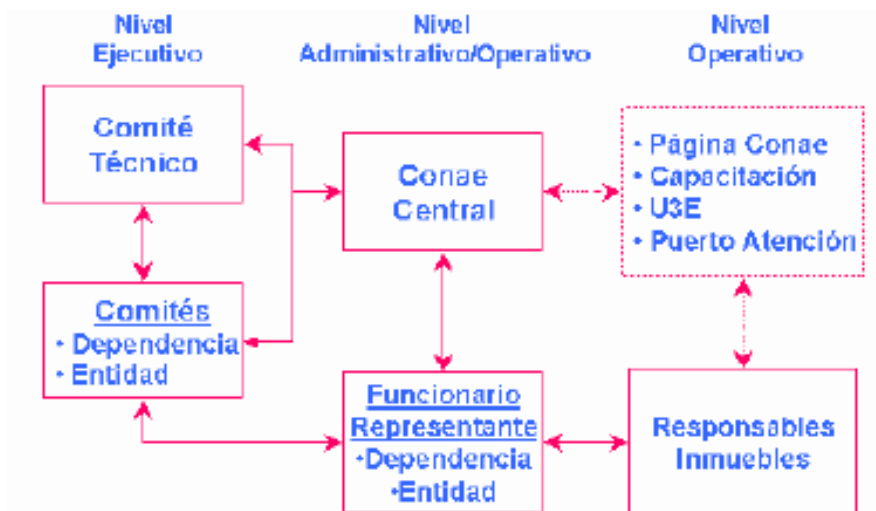 Nivel
Ejecutivo
Nivel
Administrativo/Operativo
Nivel
Operativo
Comité
Técnico
Conae
Central
• Página Conae
• Capacitación
• U3E
• Puerto Atención
Comités
• Dependencia
• Entidad
Funcionario
Representante
•Dependencia
•Entidad
Responsables
Inmuebles